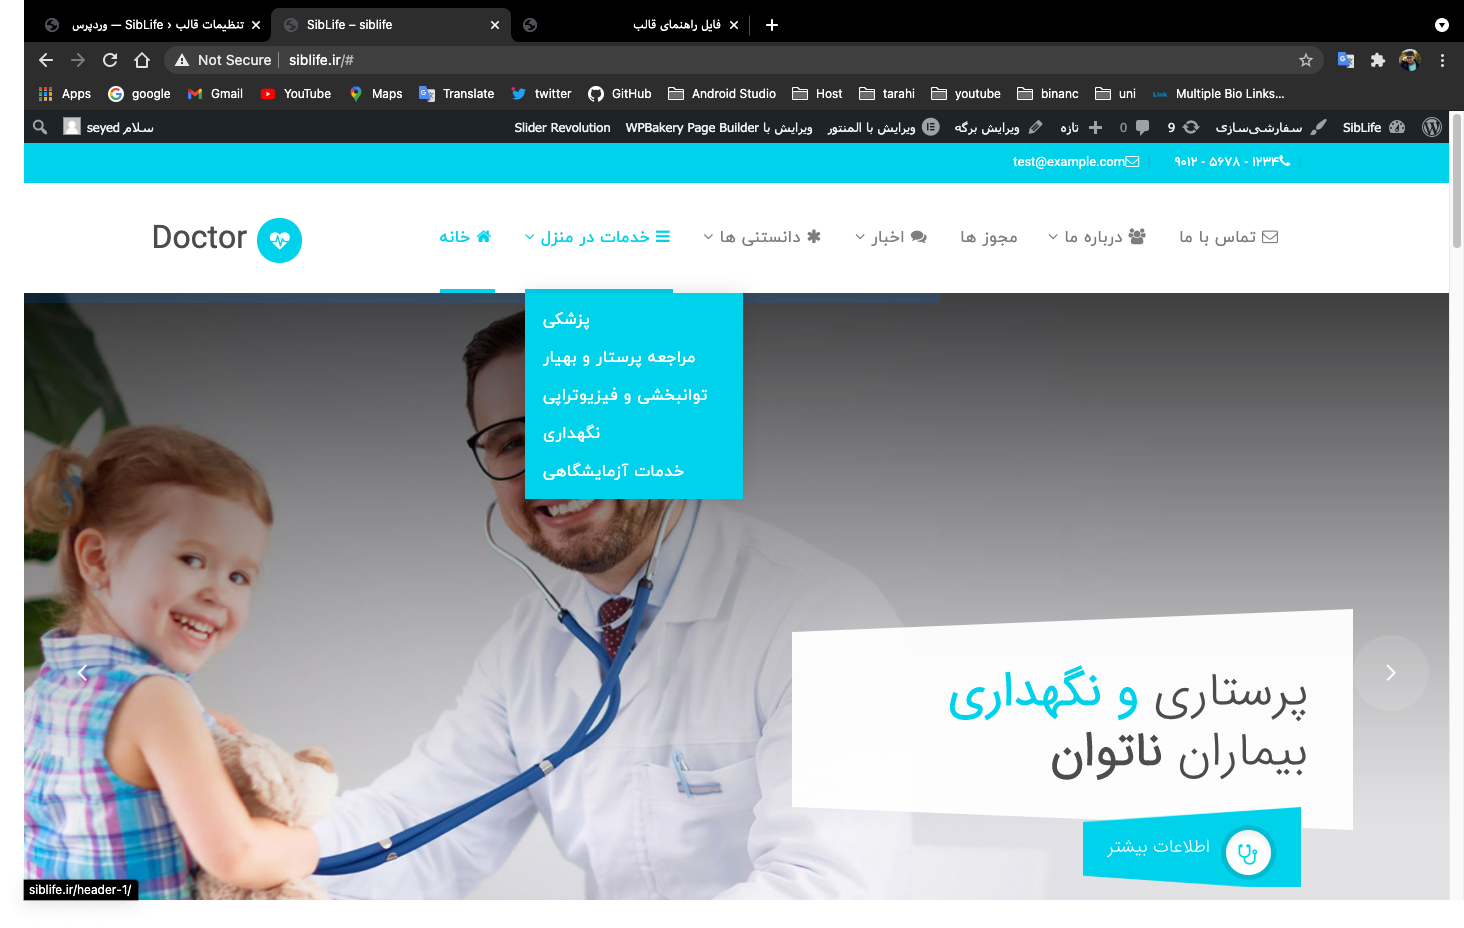 تنظیمات قالب ‹ SibLife — وردپرس
SibLife – siblife
فایل راهنمای قالب
Not Secure
siblife.ir/#
Apps
google
Gmail
YouTube
Maps
Translate
twitter
GitHub
Android Studio
Host
tarahi
youtube
binanc
uni
Multiple Bio Links...
سلام seyed
Slider Revolution
ویرایش با WPBakery Page Builder
ویرایش با المنتور
ویرایش برگه
تازه
0
9
سفارشی‌سازی
SibLife
test@example.com
۹۰۱۲ - ۵۶۷۸ - ۱۲۳۴
Doctor
خانه
خدمات در منزل
دانستنی ها
اخبار
مجوز ها
درباره ما
تماس با ما
پزشکی
مراجعه پرستار و بهیار
توانبخشی و فیزیوتراپی
نگهداری
خدمات آزمایشگاهی
پرستاری و نگهداری
بیماران ناتوان
اطلاعات بیشتر
siblife.ir/header-1/